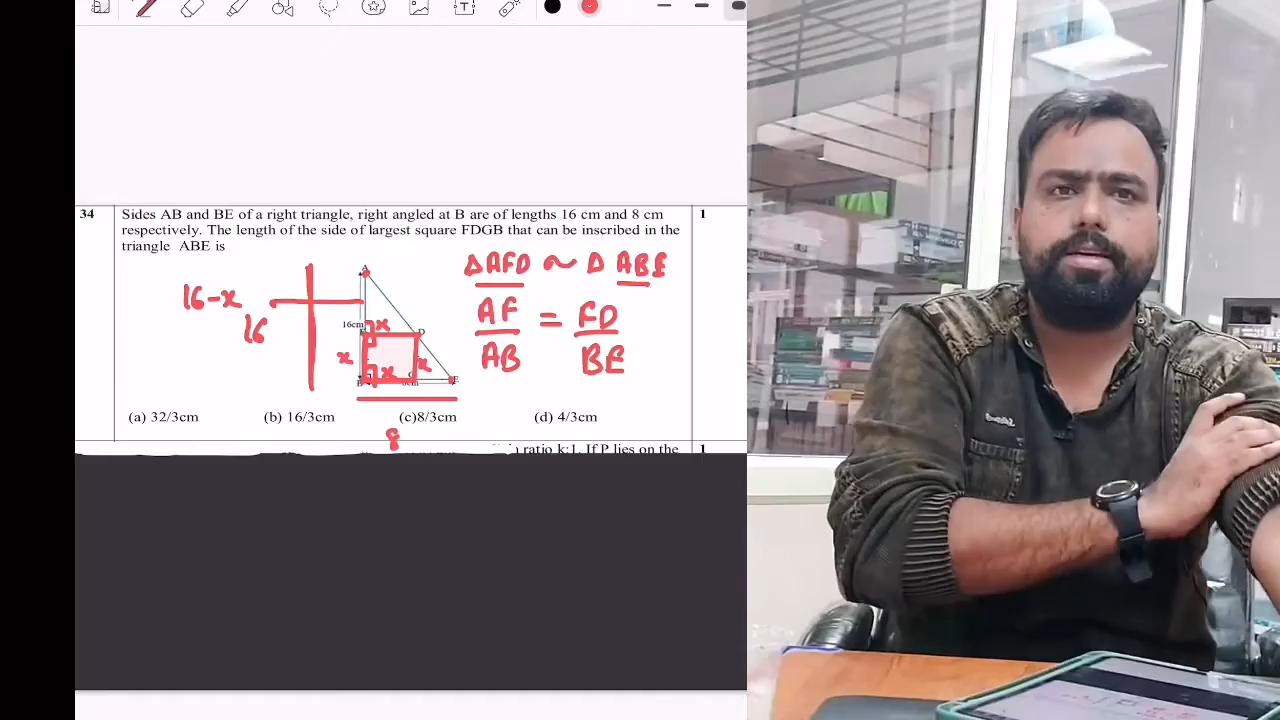 34
Sides AB and BE of a right triangle, right angled at B are of lengths 16 cm and 8 cm
1
respectively. The length of the side of largest square FDGB that can be inscribed in the
triangle ABE is
ΔAFD ~ Δ ABE
A
16-x
16
AF = FD
AB BE
16cm
x
D
x
x
x
G
B
E
8cm
(a) 32/3cm (b) 16/3cm (c)8/3cm (d) 4/3cm
8
ratio k:1. If P lies on the
1